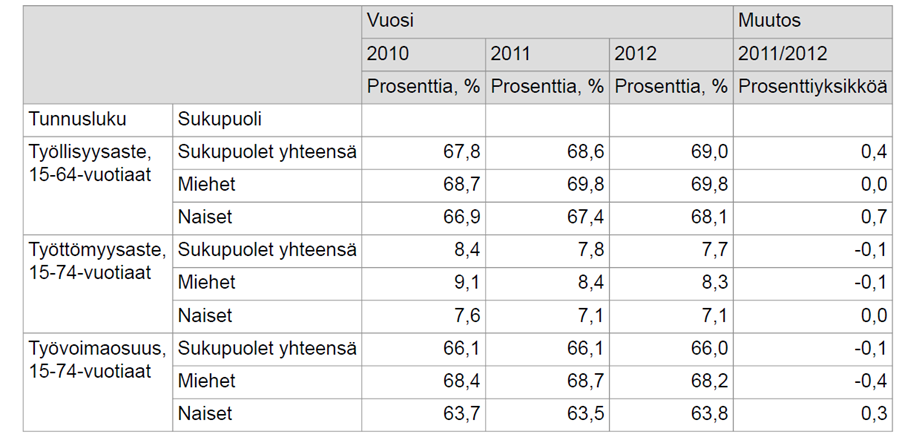 Vuosi Muutos
2010 2011 2012 2011/2012
Prosenttia, % Prosenttia, % Prosenttia, % Prosenttiyksikköä
Tunnusluku Sukupuoli
Työllisyysaste, 15-64-vuotiaat Sukupuolet yhteensä 67,8 68,6 69,0 0,4
Miehet 68,7 69,8 69,8 0,0
Naiset 66,9 67,4 68,1 0,7
Työttömyysaste, 15-74-vuotiaat Sukupuolet yhteensä 8,4 7,8 7,7 -0,1
Miehet 9,1 8,4 8,3 -0,1
Naiset 7,6 7,1 7,1 0,0
Työvoimaosuus, 15-74-vuotiaat Sukupuolet yhteensä 66,1 66,1 66,0 -0,1
Miehet 68,4 68,7 68,2 -0,4
Naiset 63,7 63,5 63,8 0,3